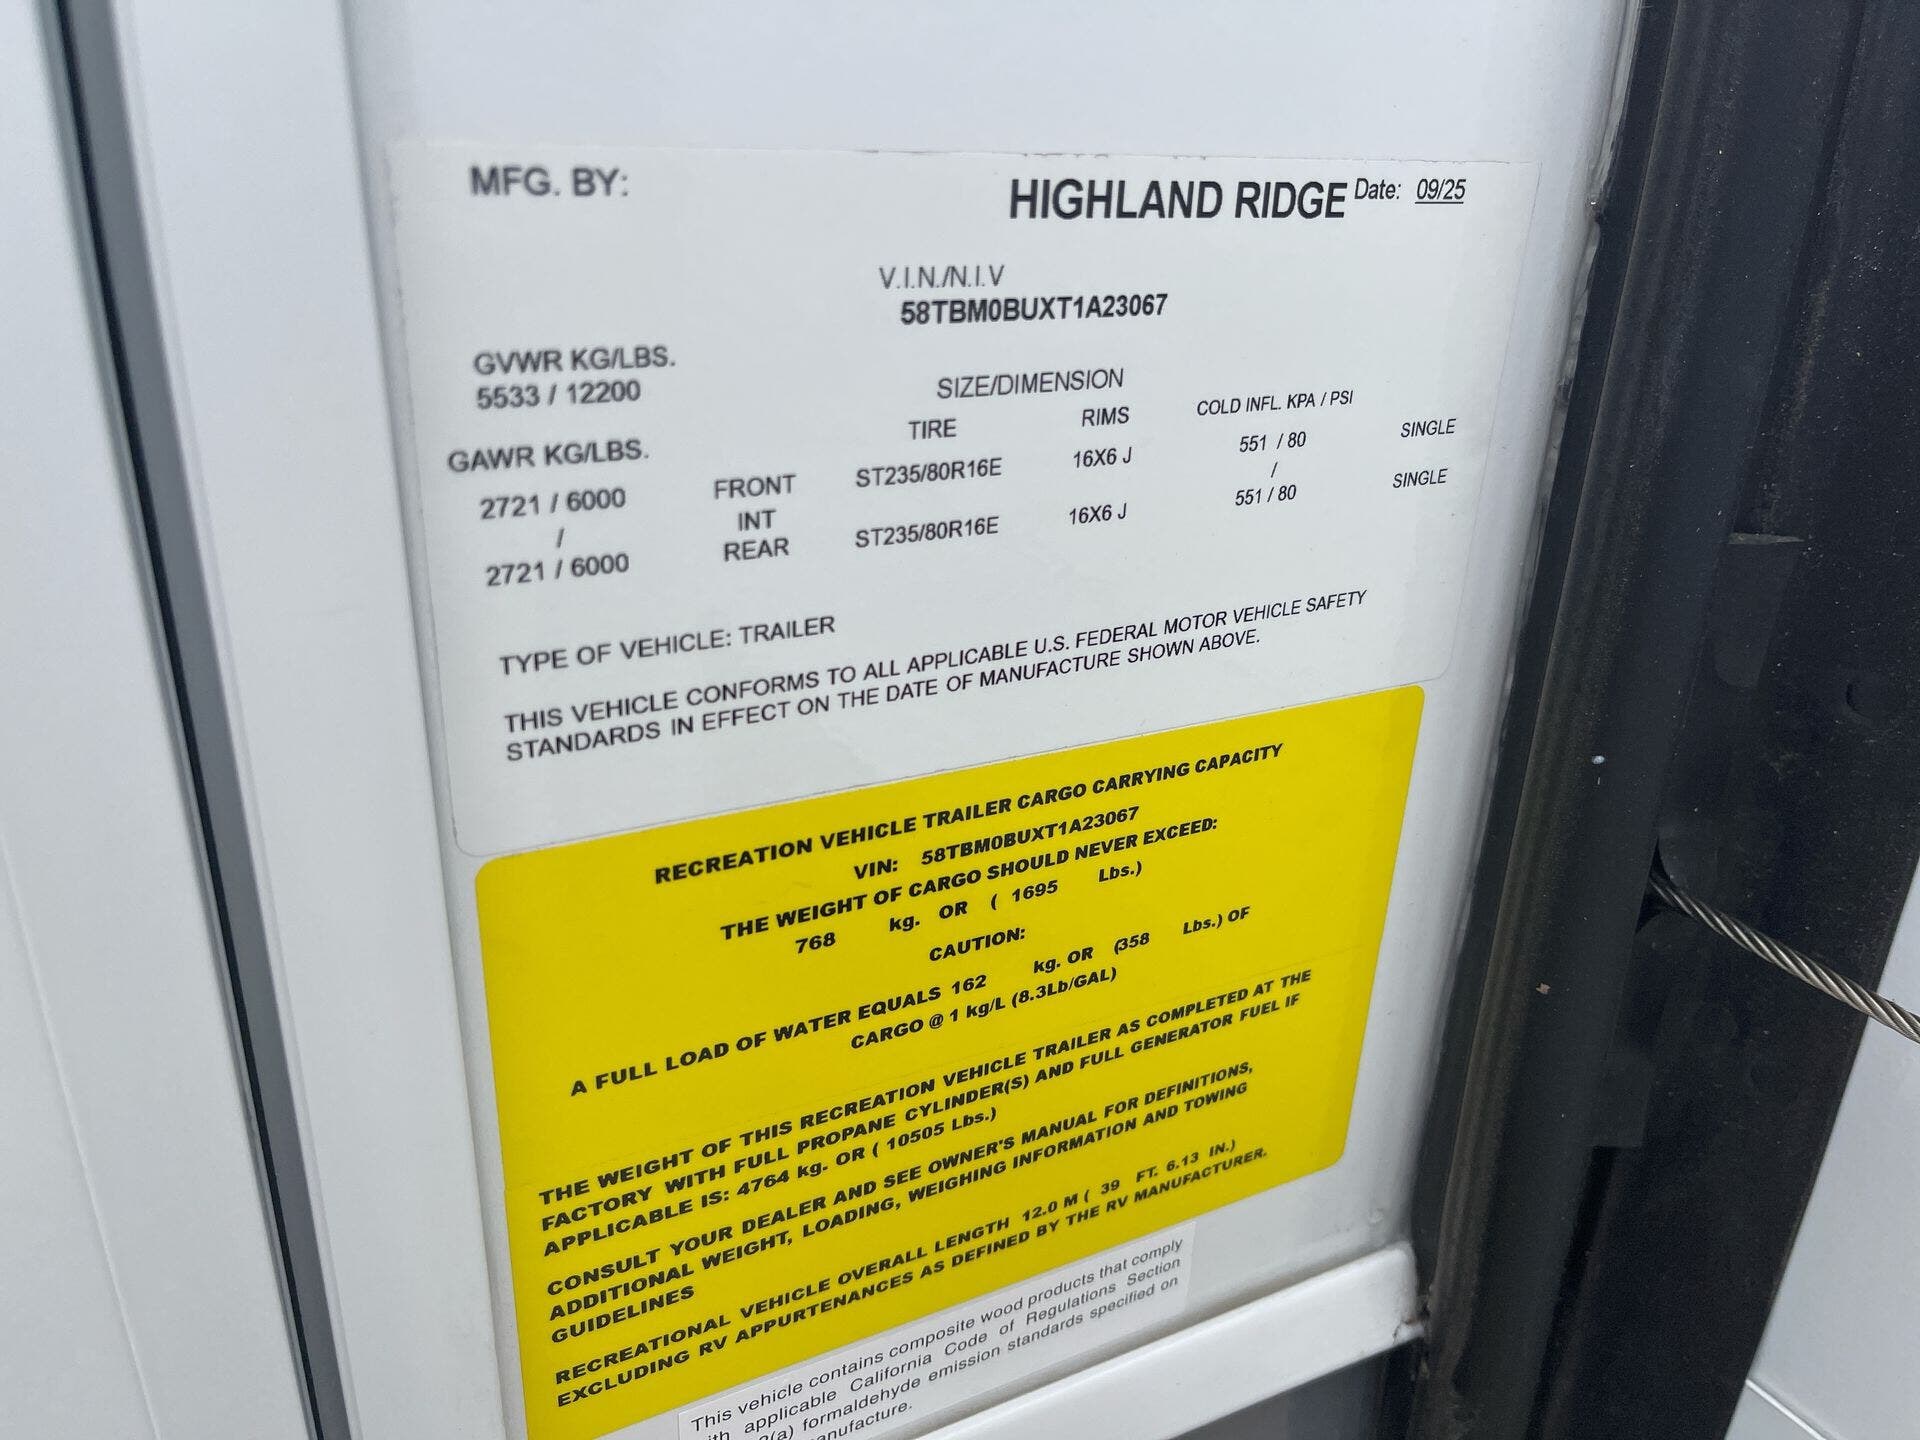 MFG. BY:
HIGHLAND RIDGE Date: 09/25
V.I.N./N.I.V
58TBM0BUXT1A23067
GVWR KG/LBS.
5533 / 12200
SIZE/DIMENSION
GAWR KG/LBS. TIRE RIMS COLD INFL. KPA / PSI
2721 / 6000 FRONT ST235/80R16E 16X6 J 551 / 80 SINGLE
/ INT /
2721 / 6000 REAR ST235/80R16E 16X6 J 551 / 80 SINGLE
TYPE OF VEHICLE: TRAILER
THIS VEHICLE CONFORMS TO ALL APPLICABLE U.S. FEDERAL MOTOR VEHICLE SAFETY
STANDARDS IN EFFECT ON THE DATE OF MANUFACTURE SHOWN ABOVE.
RECREATION VEHICLE TRAILER CARGO CARRYING CAPACITY
VIN: 58TBM0BUXT1A23067
THE WEIGHT OF CARGO SHOULD NEVER EXCEED:
768 kg. OR ( 1695 Lbs.)
CAUTION:
A FULL LOAD OF WATER EQUALS 162 kg. OR (358 Lbs.) OF
CARGO @ 1 kg/L (8.3Lb/GAL)
THE WEIGHT OF THIS RECREATION VEHICLE TRAILER AS COMPLETED AT THE
FACTORY WITH FULL PROPANE CYLINDER(S) AND FULL GENERATOR FUEL IF
APPLICABLE IS: 4764 kg. OR ( 10505 Lbs.)
CONSULT YOUR DEALER AND SEE OWNER'S MANUAL FOR DEFINITIONS,
ADDITIONAL WEIGHT, LOADING, WEIGHING INFORMATION AND TOWING
GUIDELINES
RECREATIONAL VEHICLE OVERALL LENGTH 12.0 M ( 39 FT. 6.13 IN.)
EXCLUDING RV APPURTENANCES AS DEFINED BY THE RV MANUFACTURER.
This vehicle contains composite wood products that comply
applicable California Code of Regulations Section
(a) formaldehyde emission standards specified on